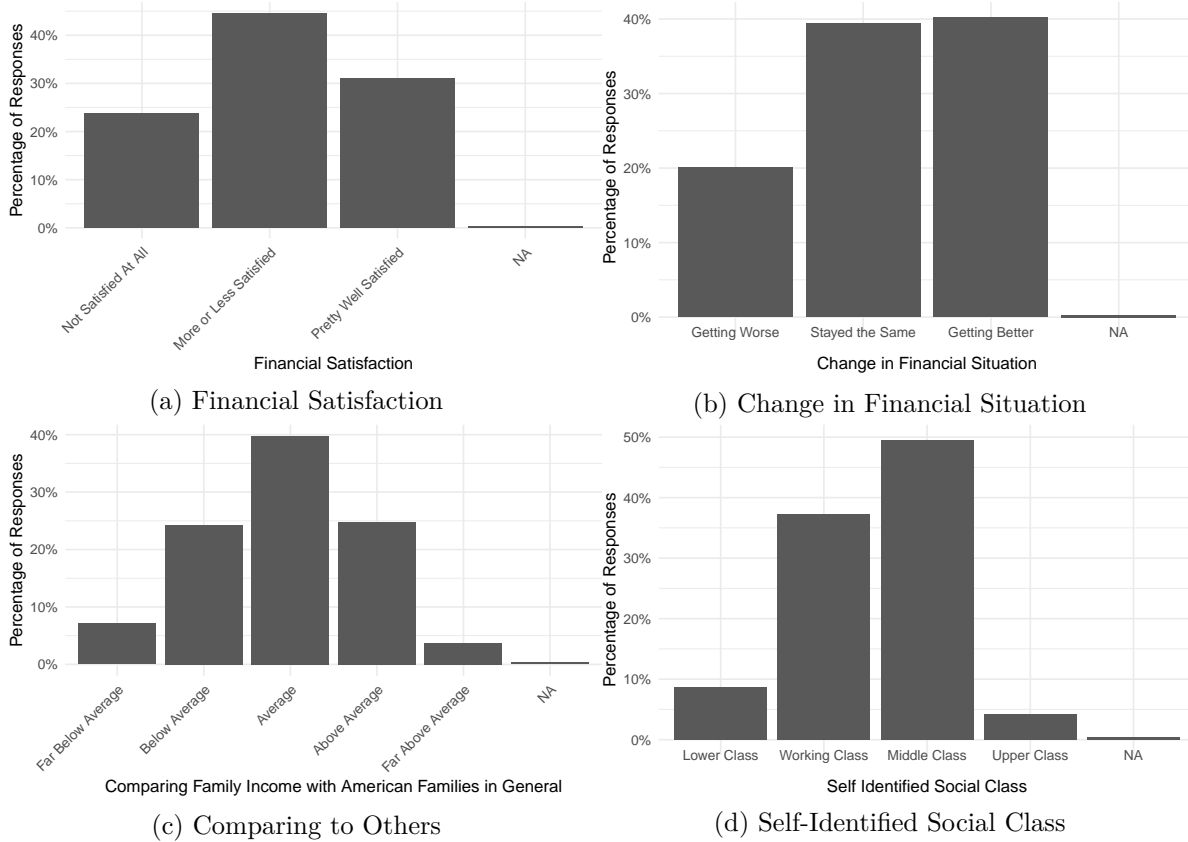 Percentage of Responses
40%
30%
20%
10%
0%
Not Satisfied At All
More or Less Satisfied
Pretty Well Satisfied
NA
Financial Satisfaction
(a) Financial Satisfaction
Percentage of Responses
40%
30%
20%
10%
0%
Getting Worse Stayed the Same Getting Better NA
Change in Financial Situation
(b) Change in Financial Situation
Percentage of Responses
40%
30%
20%
10%
0%
Far Below Average
Below Average
Average
Above Average
Far Above Average
NA
Comparing Family Income with American Families in General
(c) Comparing to Others
Percentage of Responses
50%
40%
30%
20%
10%
0%
Lower Class Working Class Middle Class Upper Class NA
Self Identified Social Class
(d) Self-Identified Social Class